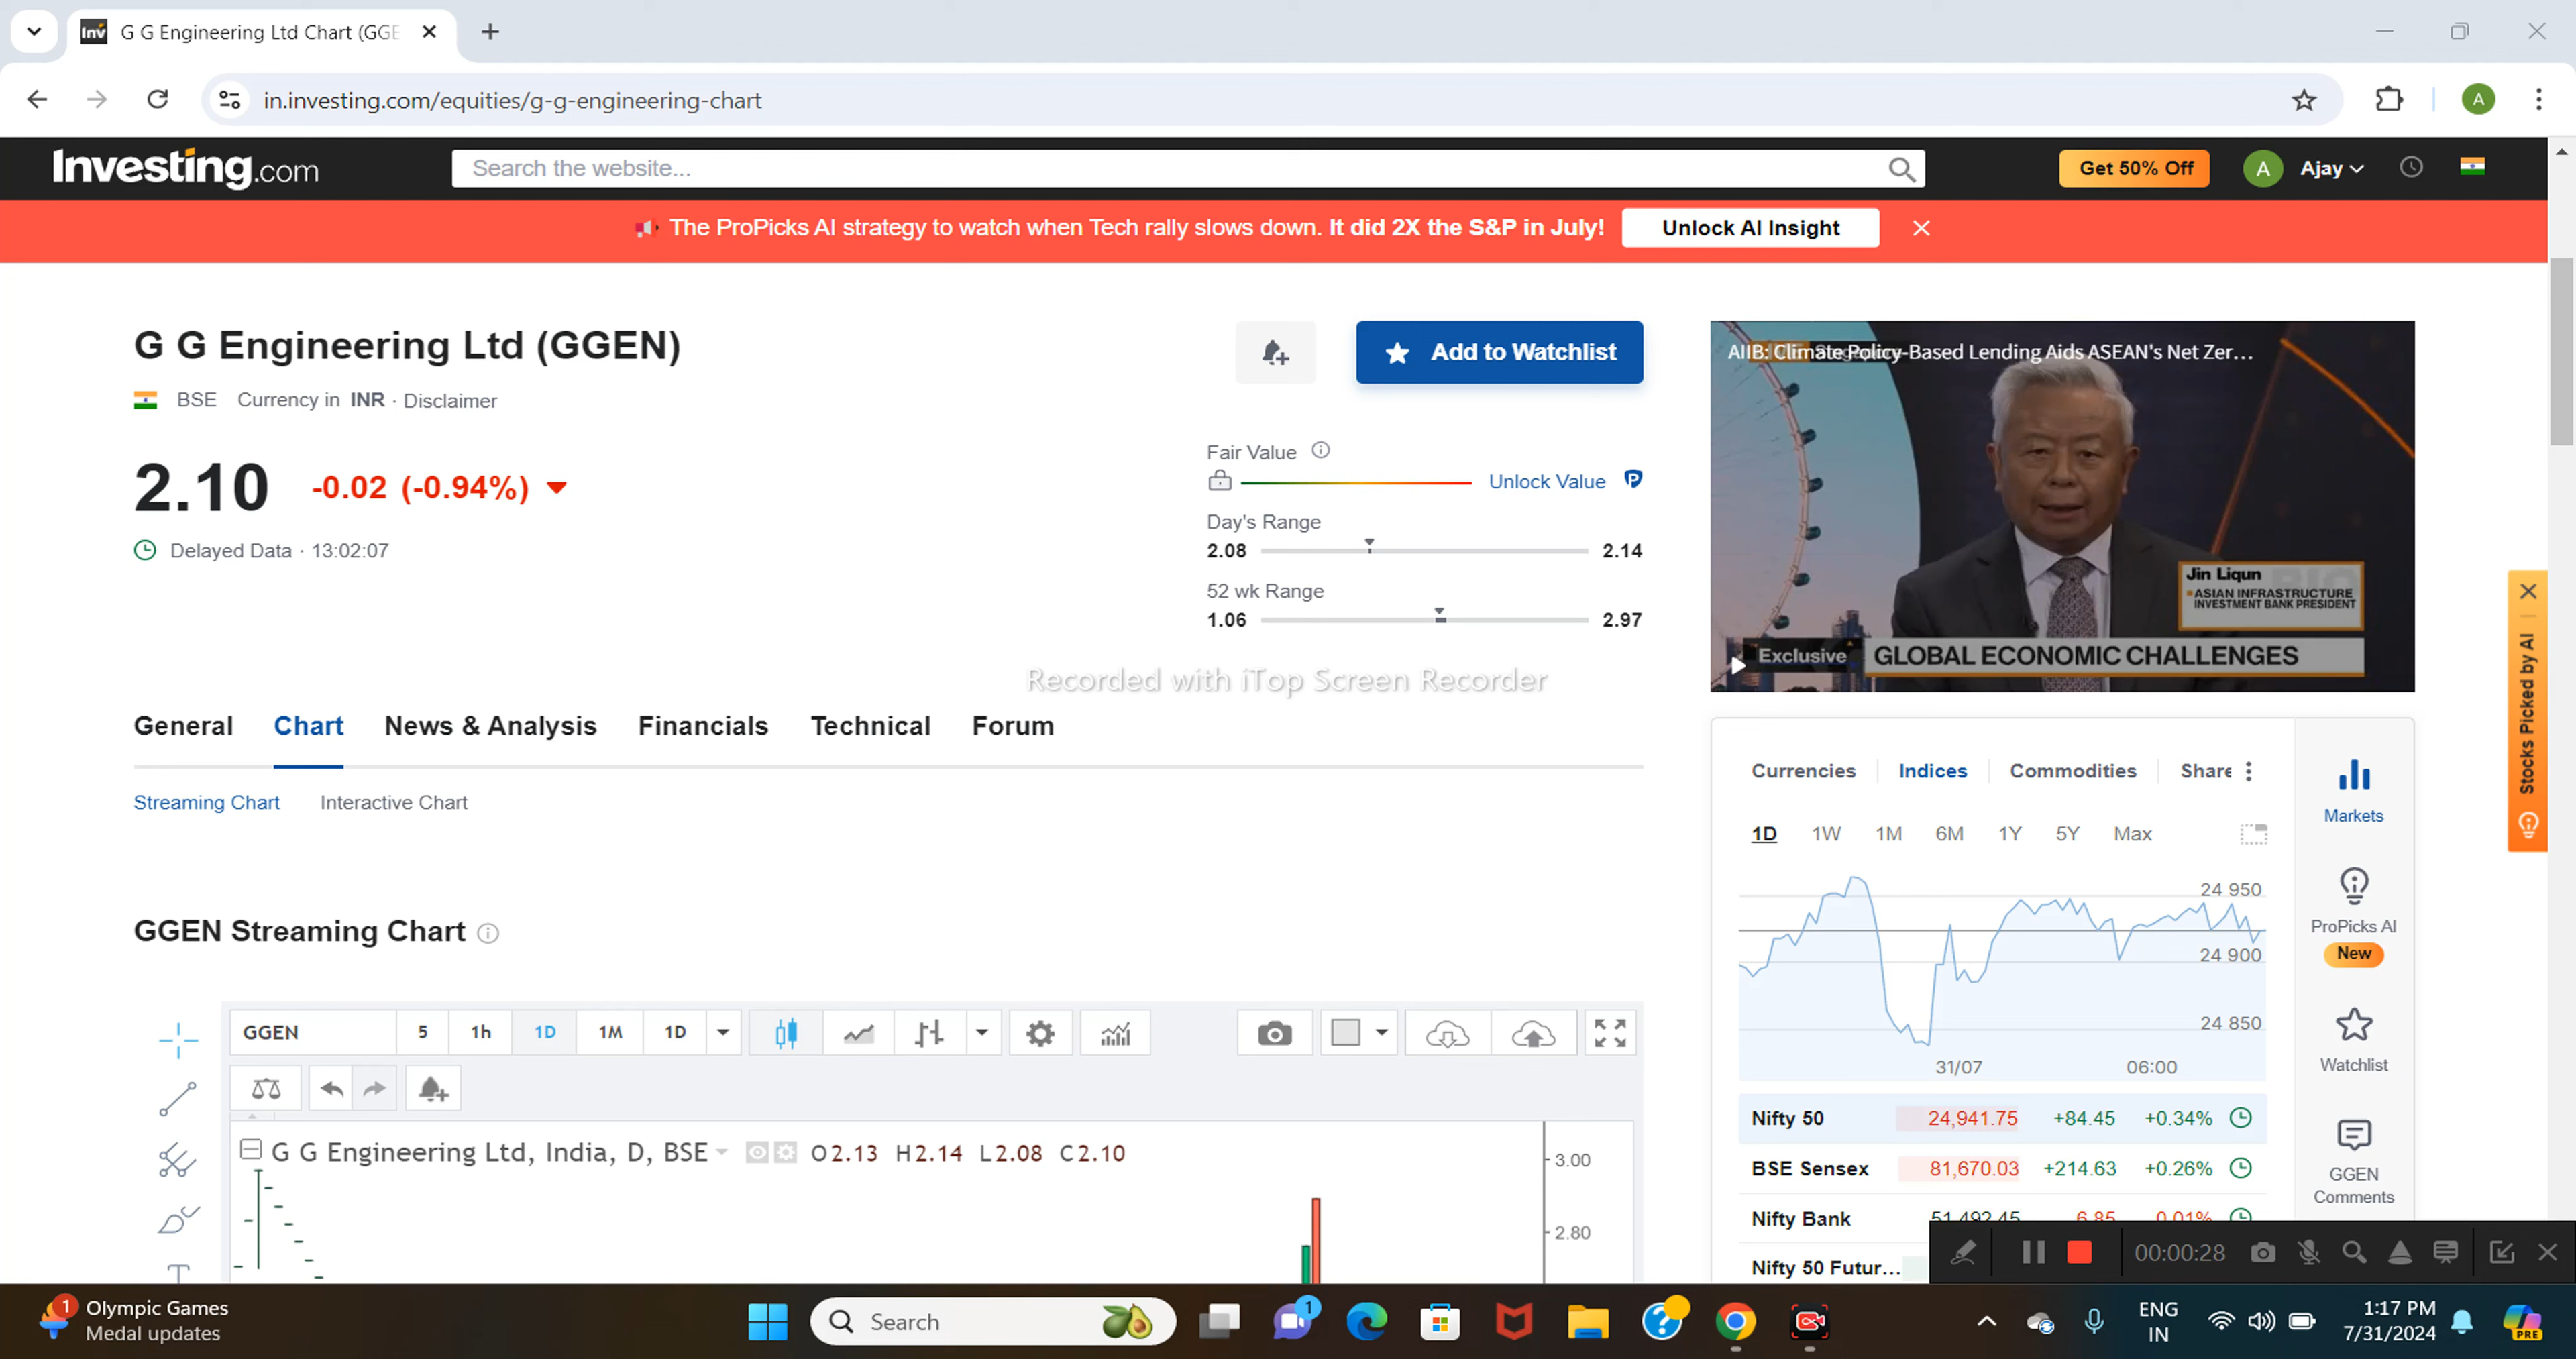 G G Engineering Ltd Chart (GGE
in.investing.com/equities/g-g-engineering-chart
A
Investing.com
Search the website...
Get 50% Off
A
Ajay
The ProPicks AI strategy to watch when Tech rally slows down. It did 2X the S&P in July!
Unlock AI Insight
G G Engineering Ltd (GGEN)
Add to Watchlist
BSE Currency in INR · Disclaimer
2.10 -0.02 (-0.94%)
Delayed Data · 13:02:07
Fair Value
Unlock Value
Day's Range
2.08 2.14
52 wk Range
1.06 2.97
AIIB: Climate Policy-Based Lending Aids ASEAN's Net Zer...
Jin Liqun
ASIAN INFRASTRUCTURE
INVESTMENT BANK PRESIDENT
Exclusive GLOBAL ECONOMIC CHALLENGES
Stocks Picked by AI
Recorded with iTop Screen Recorder
General Chart News & Analysis Financials Technical Forum
Streaming Chart Interactive Chart
GGEN Streaming Chart
GGEN 5 1h 1D 1M 1D
G G Engineering Ltd, India, D, BSE O2.13 H2.14 L2.08 C2.10
3.00
2.80
Currencies Indices Commodities Share
1D 1W 1M 6M 1Y 5Y Max
24 950
24 900
24 850
31/07 06:00
Nifty 50 24,941.75 +84.45 +0.34%
BSE Sensex 81,670.03 +214.63 +0.26%
Nifty Bank 51,492.45 6.85 0.01%
Nifty 50 Futur...
Markets
ProPicks AI
New
Watchlist
GGEN
Comments
00:00:28
1
Olympic Games
Medal updates
Search
1
ENG
IN
1:17 PM
7/31/2024
PRE